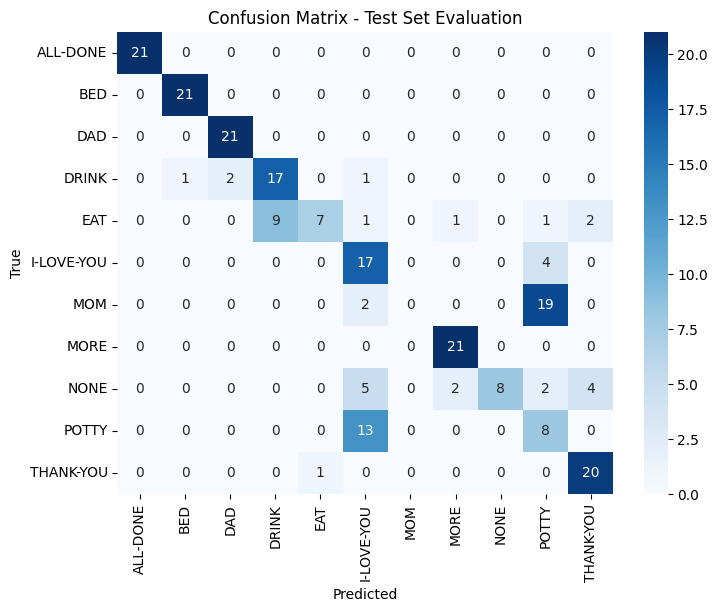 Confusion Matrix - Test Set Evaluation
True
ALL-DONE 21 0 0 0 0 0 0 0 0 0 0
BED 0 21 0 0 0 0 0 0 0 0 0
DAD 0 0 21 0 0 0 0 0 0 0 0
DRINK 0 1 2 17 0 1 0 0 0 0 0
EAT 0 0 0 9 7 1 0 1 0 1 2
I-LOVE-YOU 0 0 0 0 0 17 0 0 0 4 0
MOM 0 0 0 0 0 2 0 0 0 19 0
MORE 0 0 0 0 0 0 0 21 0 0 0
NONE 0 0 0 0 0 5 0 2 8 2 4
POTTY 0 0 0 0 0 13 0 0 0 8 0
THANK-YOU 0 0 0 0 1 0 0 0 0 0 20
ALL-DONE BED DAD DRINK EAT I-LOVE-YOU MOM MORE NONE POTTY THANK-YOU
Predicted
20.0
17.5
15.0
12.5
10.0
7.5
5.0
2.5
0.0